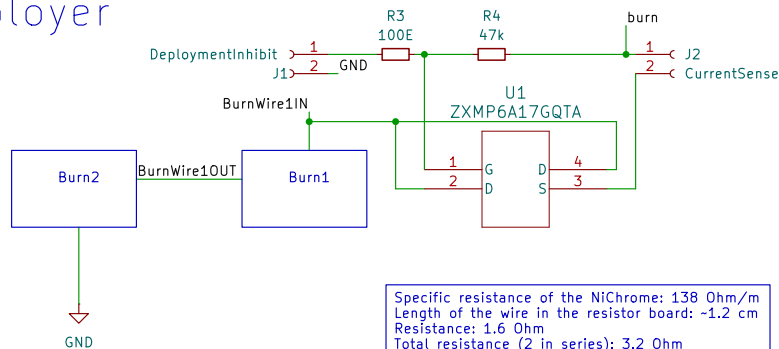 oloyer
R3
100E
R4
47k
burn
DeploymentInhibit
1
J1
2
GND
1
J2
2
CurrentSense
BurnWire1IN
U1
ZXMP6A17GQTA
Burn2
BurnWire1OUT
Burn1
1
G
D
4
2
D
S
3
GND
Specific resistance of the NiChrome: 138 Ohm/m
Length of the wire in the resistor board: ~1.2 cm
Resistance: 1.6 Ohm
Total resistance (2 in series): 3.2 Ohm